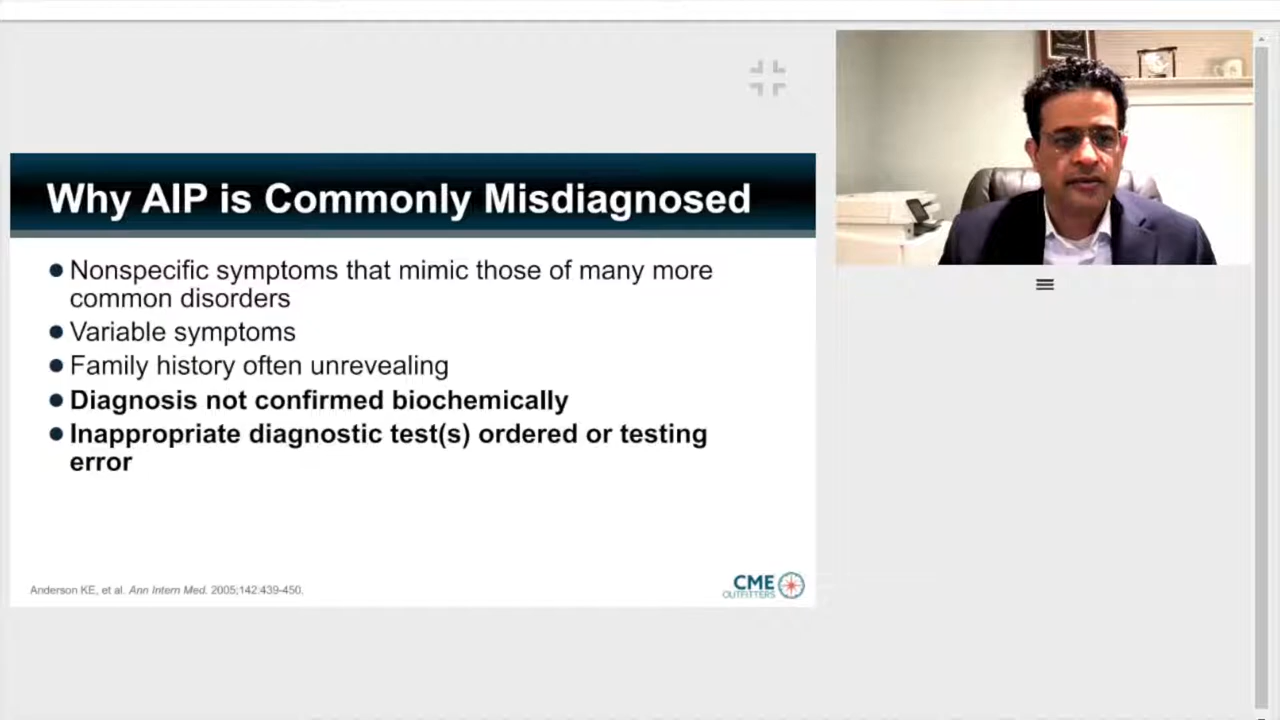 Why AIP is Commonly Misdiagnosed
● Nonspecific symptoms that mimic those of many more
common disorders
● Variable symptoms
● Family history often unrevealing
● Diagnosis not confirmed biochemically
● Inappropriate diagnostic test(s) ordered or testing
error
Anderson KE, et al. Ann Intern Med. 2005;142:439-450.
CME
OUTFITTERS